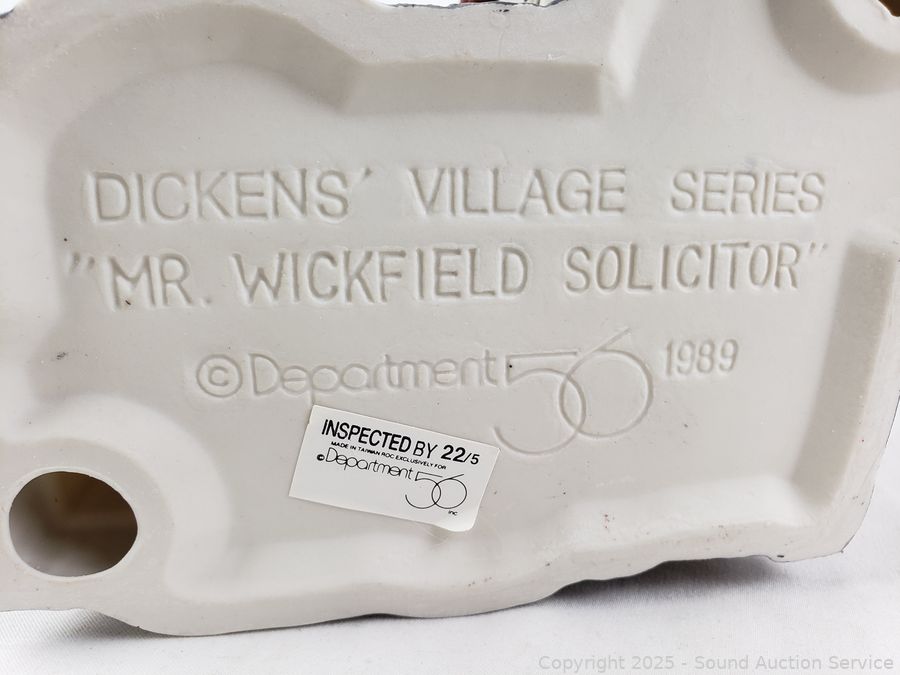 DICKENS' VILLAGE SERIES
"MR. WICKFIELD SOLICITOR"
©Department 56 1989
INSPECTED BY 22/5
MADE IN TAIWAN ROC EXCLUSIVELY FOR
©Department 56
inc
Copyright 2025 - Sound Auction Service